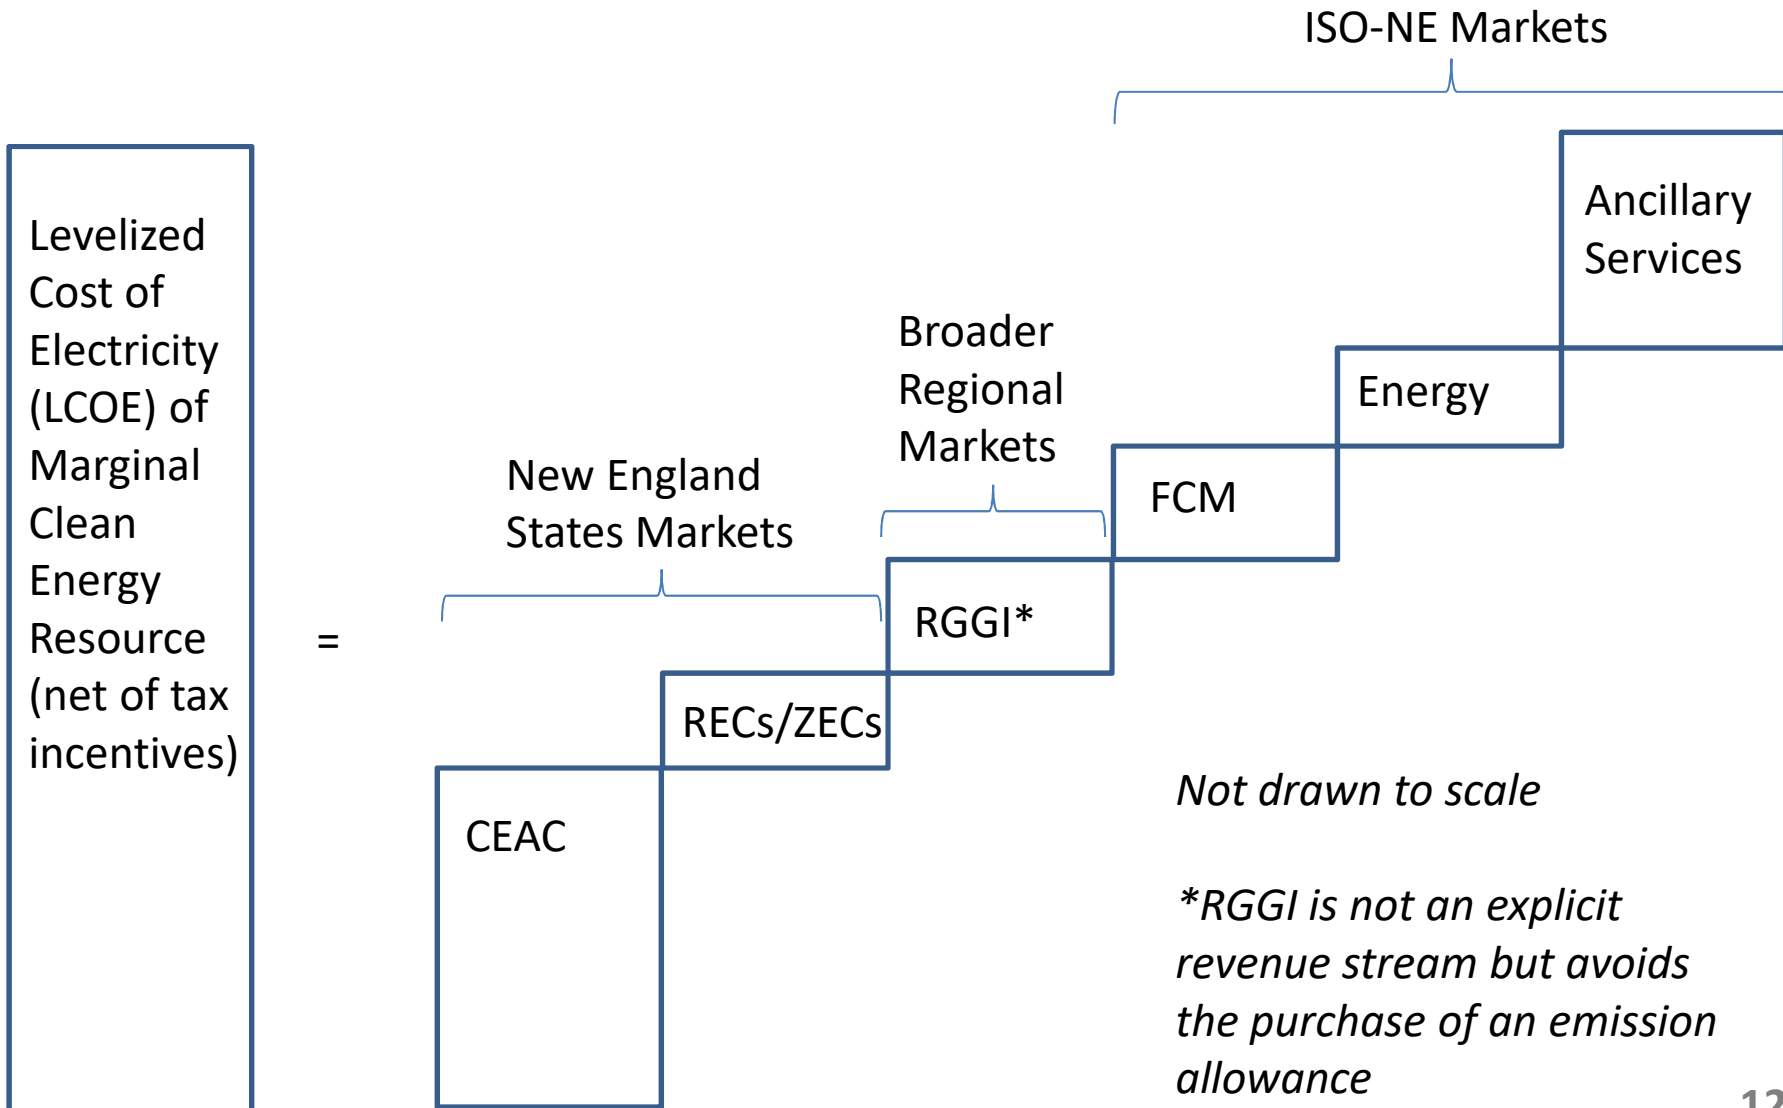 ISO-NE Markets
Levelized
Cost of
Electricity
(LCOE) of
Marginal
Clean
Energy
Resource
(net of tax
incentives)
=
New England
States Markets
Broader
Regional
Markets
CEAC
RECs/ZECs
RGGI*
FCM
Energy
Ancillary
Services
Not drawn to scale
*RGGI is not an explicit
revenue stream but avoids
the purchase of an emission
allowance
12